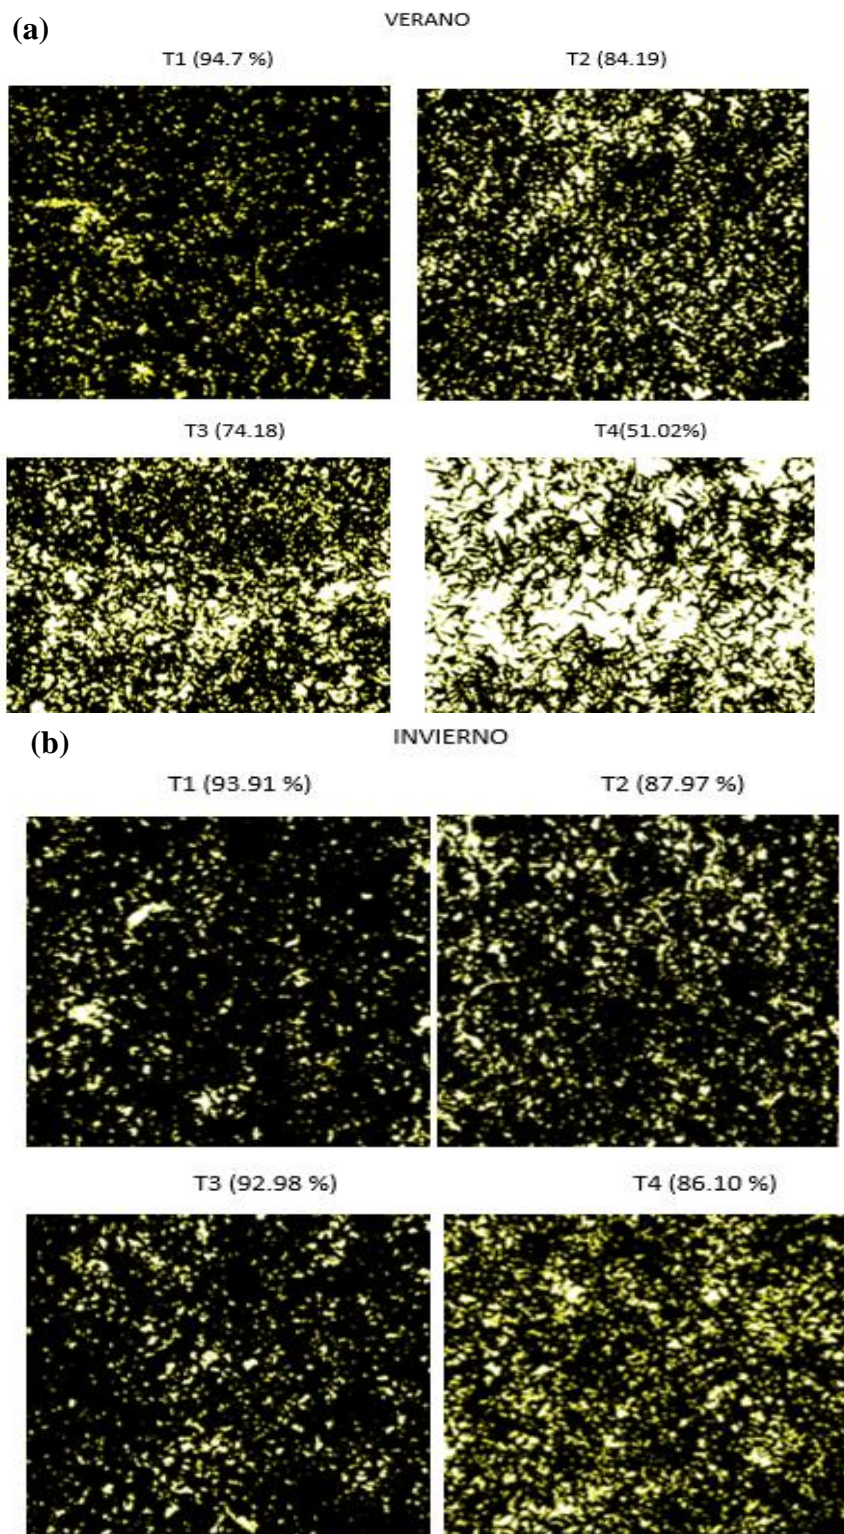 (a)
VERANO
T1 (94.7 %)
T2 (84.19)
T3 (74.18)
T4(51.02%)
(b)
INVIERNO
T1 (93.91 %)
T2 (87.97 %)
T3 (92.98 %)
T4 (86.10 %)